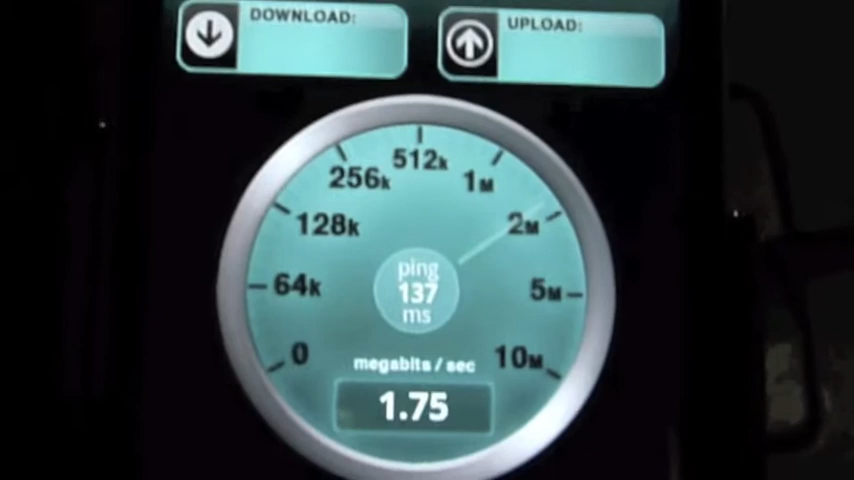 DOWNLOAD:
UPLOAD:
512k
256k
1M
128k
2M
ping
137
ms
64k
5M
0
10M
megabits / sec
1.75